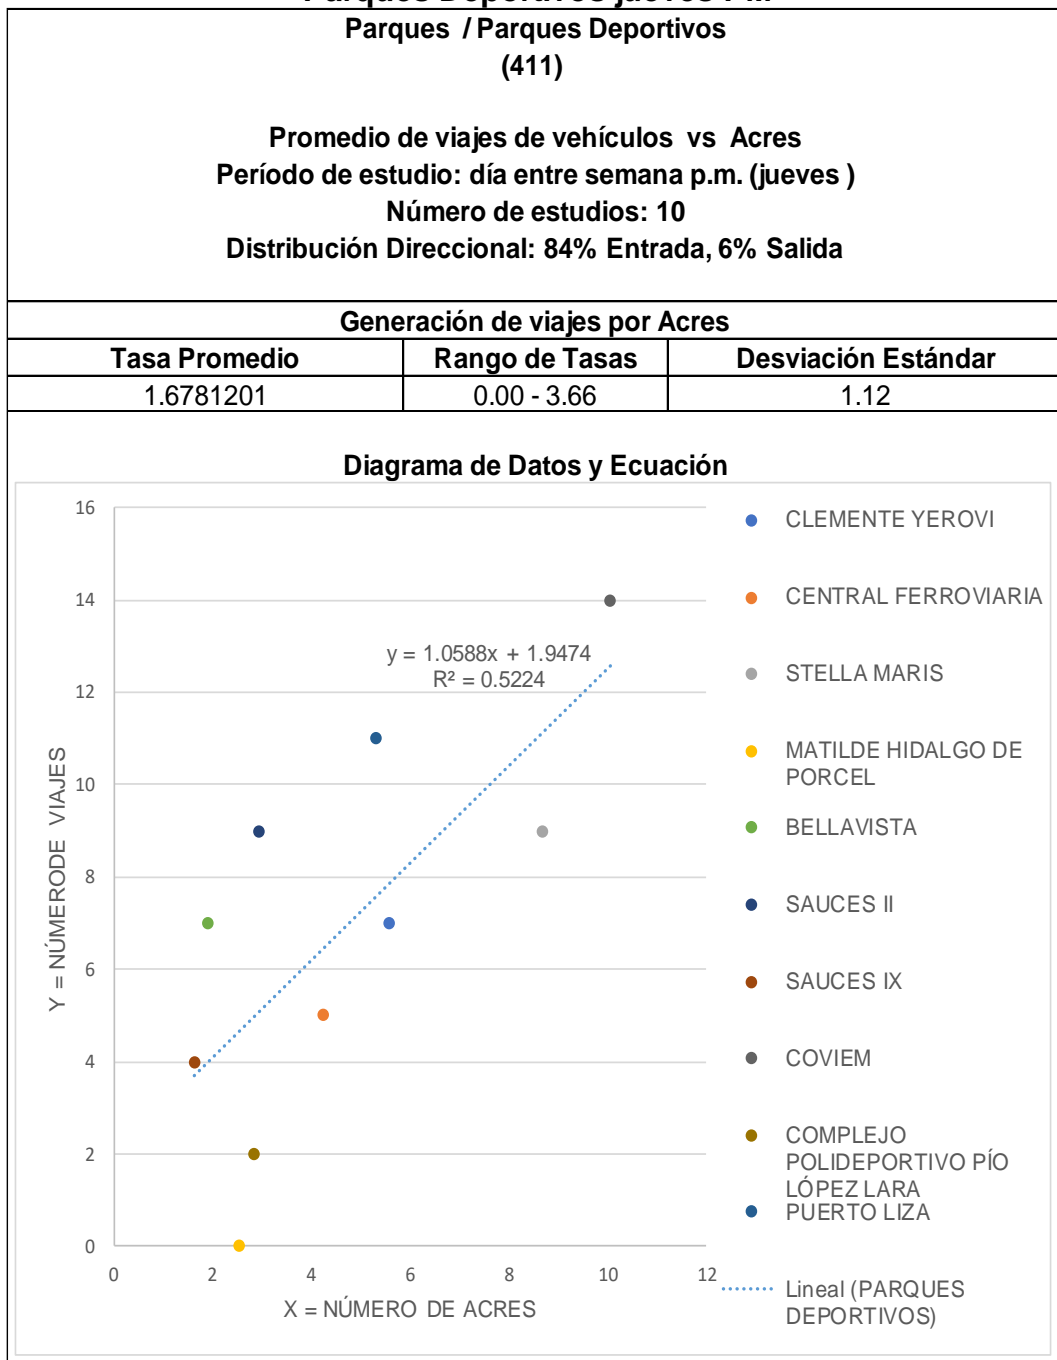 Parques Deportivos jueves P.M
Parques / Parques Deportivos
(411)
Promedio de viajes de vehículos vs Acres
Período de estudio: día entre semana p.m. (jueves )
Número de estudios: 10
Distribución Direccional: 84% Entrada, 6% Salida
Generación de viajes por Acres
Tasa Promedio Rango de Tasas Desviación Estándar
1.6781201 0.00 - 3.66 1.12
Diagrama de Datos y Ecuación
16
14
12
10
8
6
4
2
0
Y = NÚMERODE VIAJES
y = 1.0588x + 1.9474
R² = 0.5224
0 2 4 6 8 10 12
X = NÚMERO DE ACRES
CLEMENTE YEROVI
CENTRAL FERROVIARIA
STELLA MARIS
MATILDE HIDALGO DE
PORCEL
BELLAVISTA
SAUCES II
SAUCES IX
COVIEM
COMPLEJO
POLIDEPORTIVO PÍO
LÓPEZ LARA
PUERTO LIZA
Lineal (PARQUES
DEPORTIVOS)